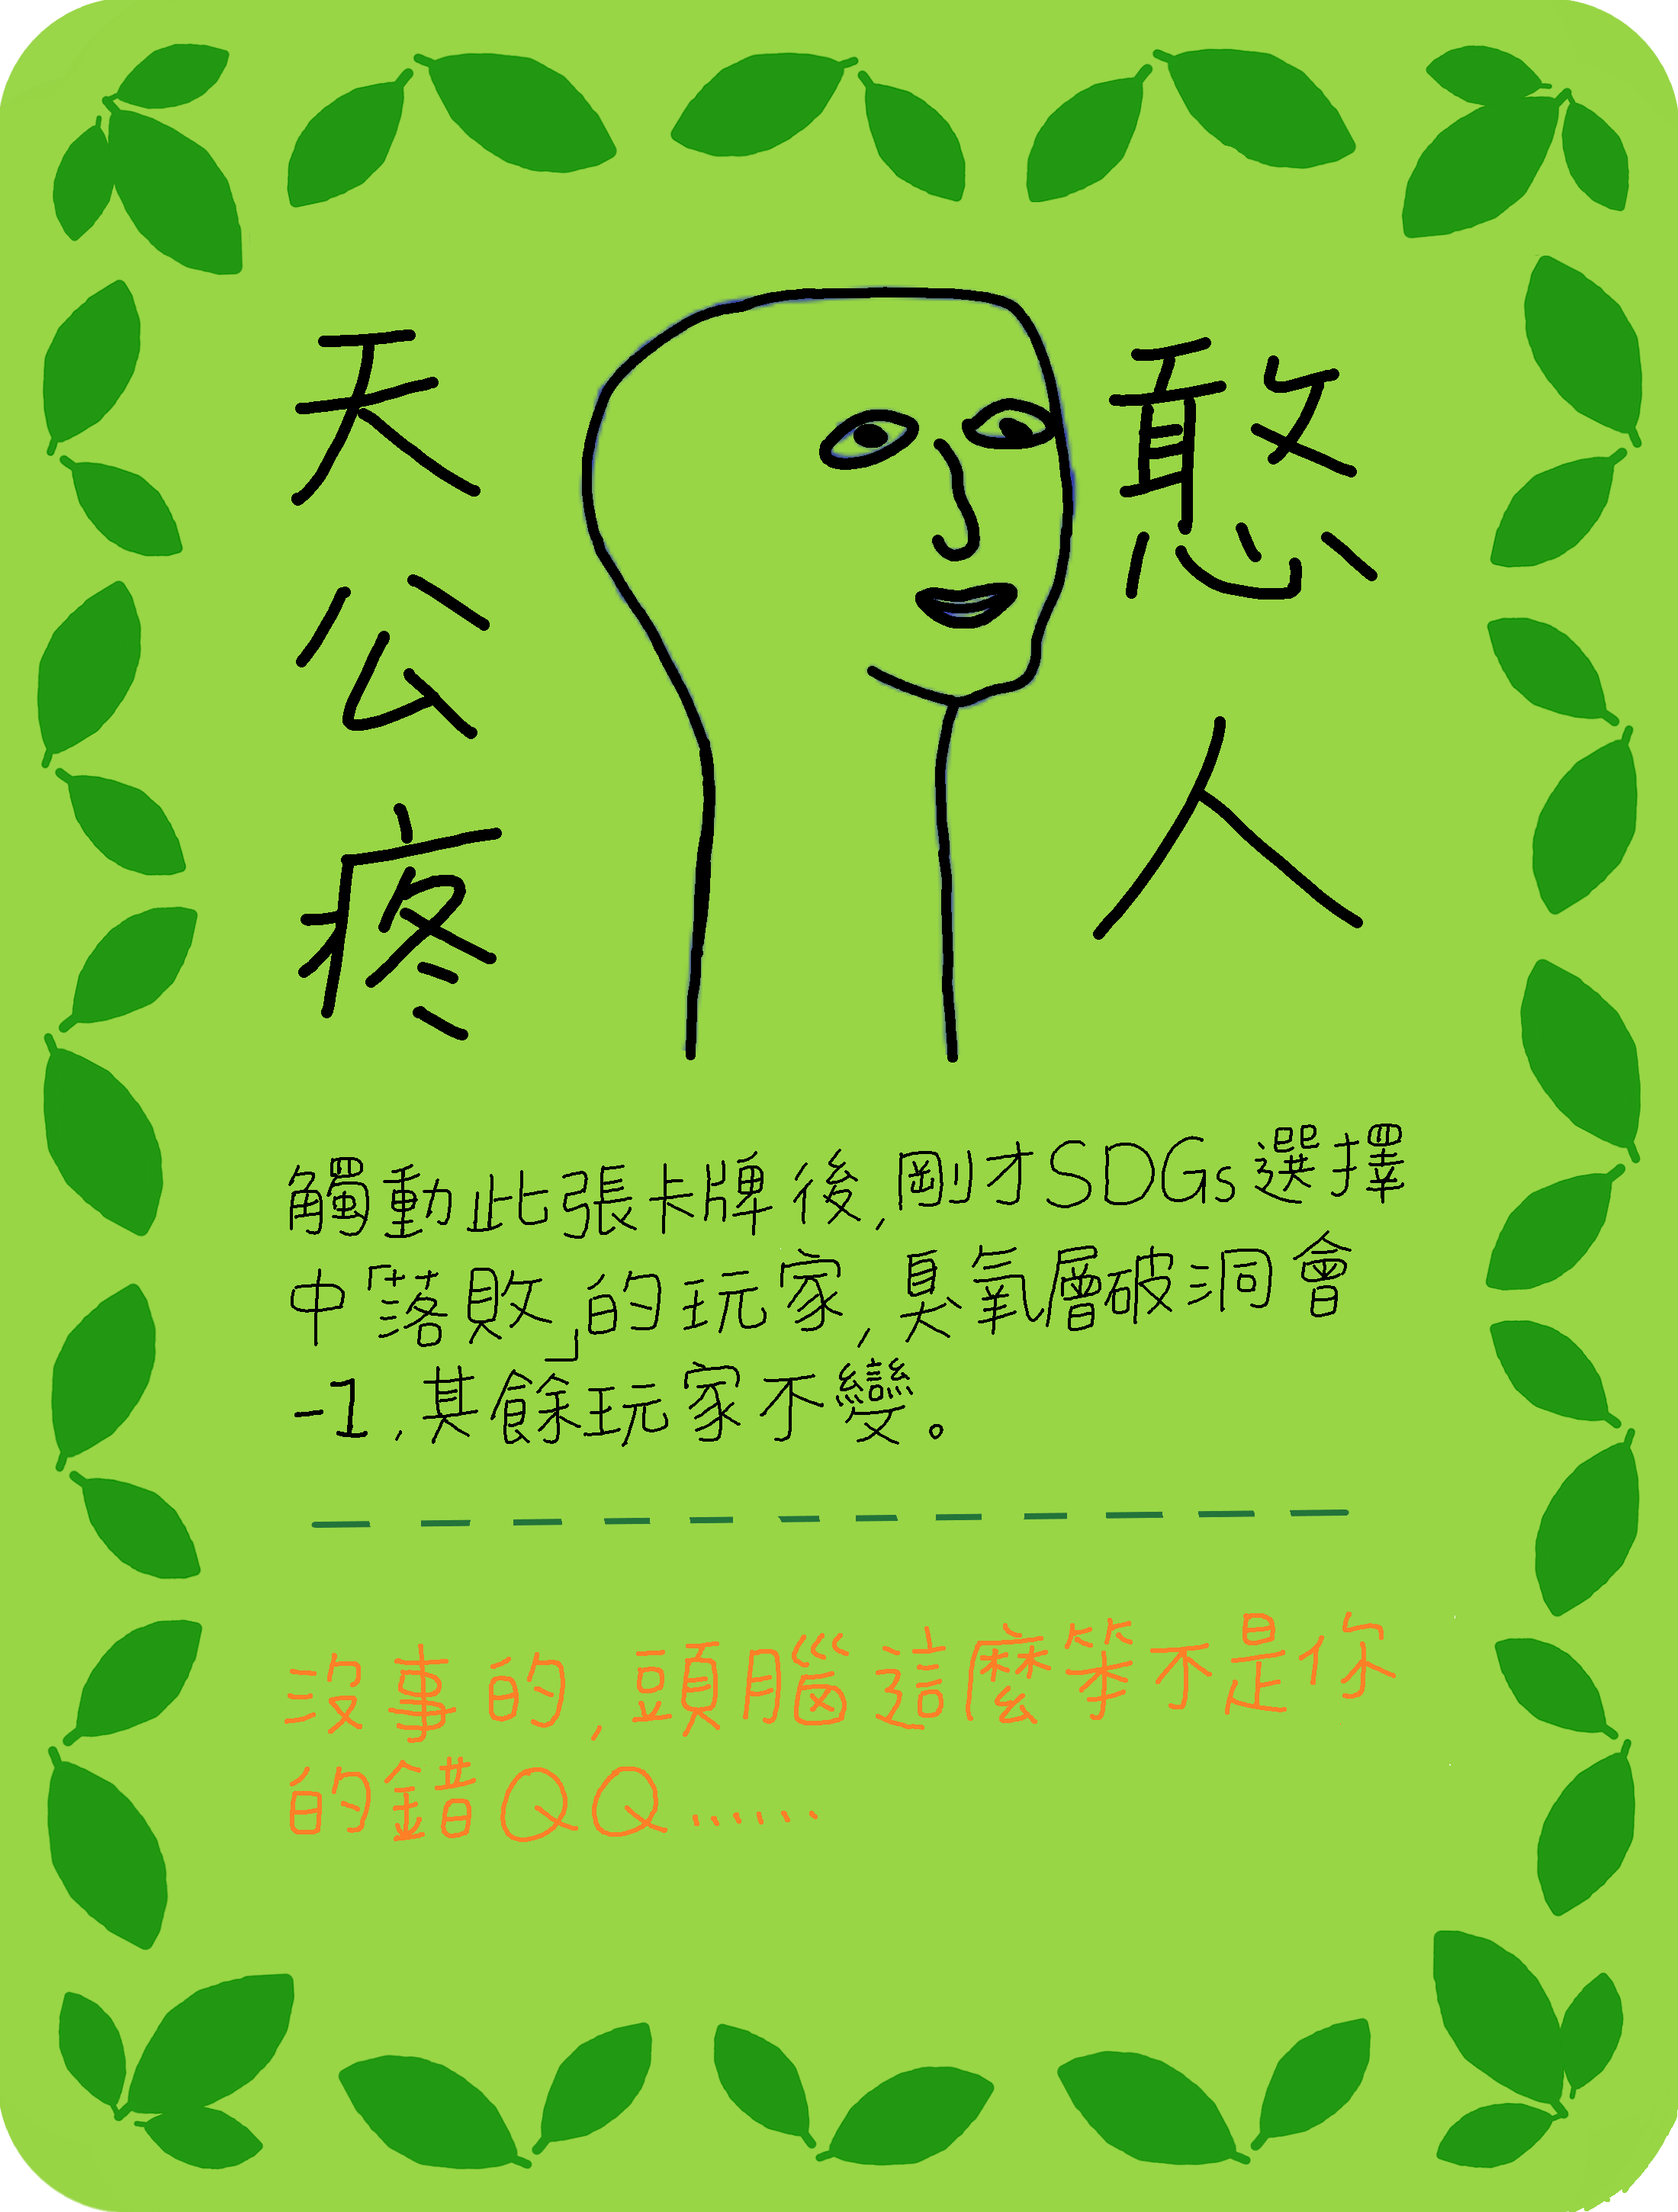 憨人
天公疼
觸動此張卡牌後,剛才SDGs選擇
中「落敗」的玩家,臭氧層破洞會
-1,其餘玩家不變。
沒事的,頭腦這麼笨不是你
的錯QQ……